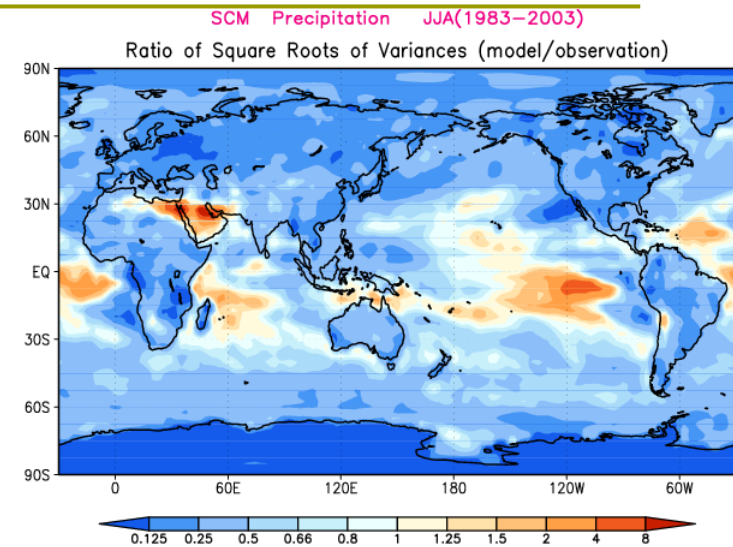 SCM Precipitation JJA(1983−2003)
Ratio of Square Roots of Variances (model/observation)
90N
60N
30N
EQ
30S
60S
90S
0 60E 120E 180 120W 60W
0.125 0.25 0.5 0.66 0.8 1 1.25 1.5 2 4 8